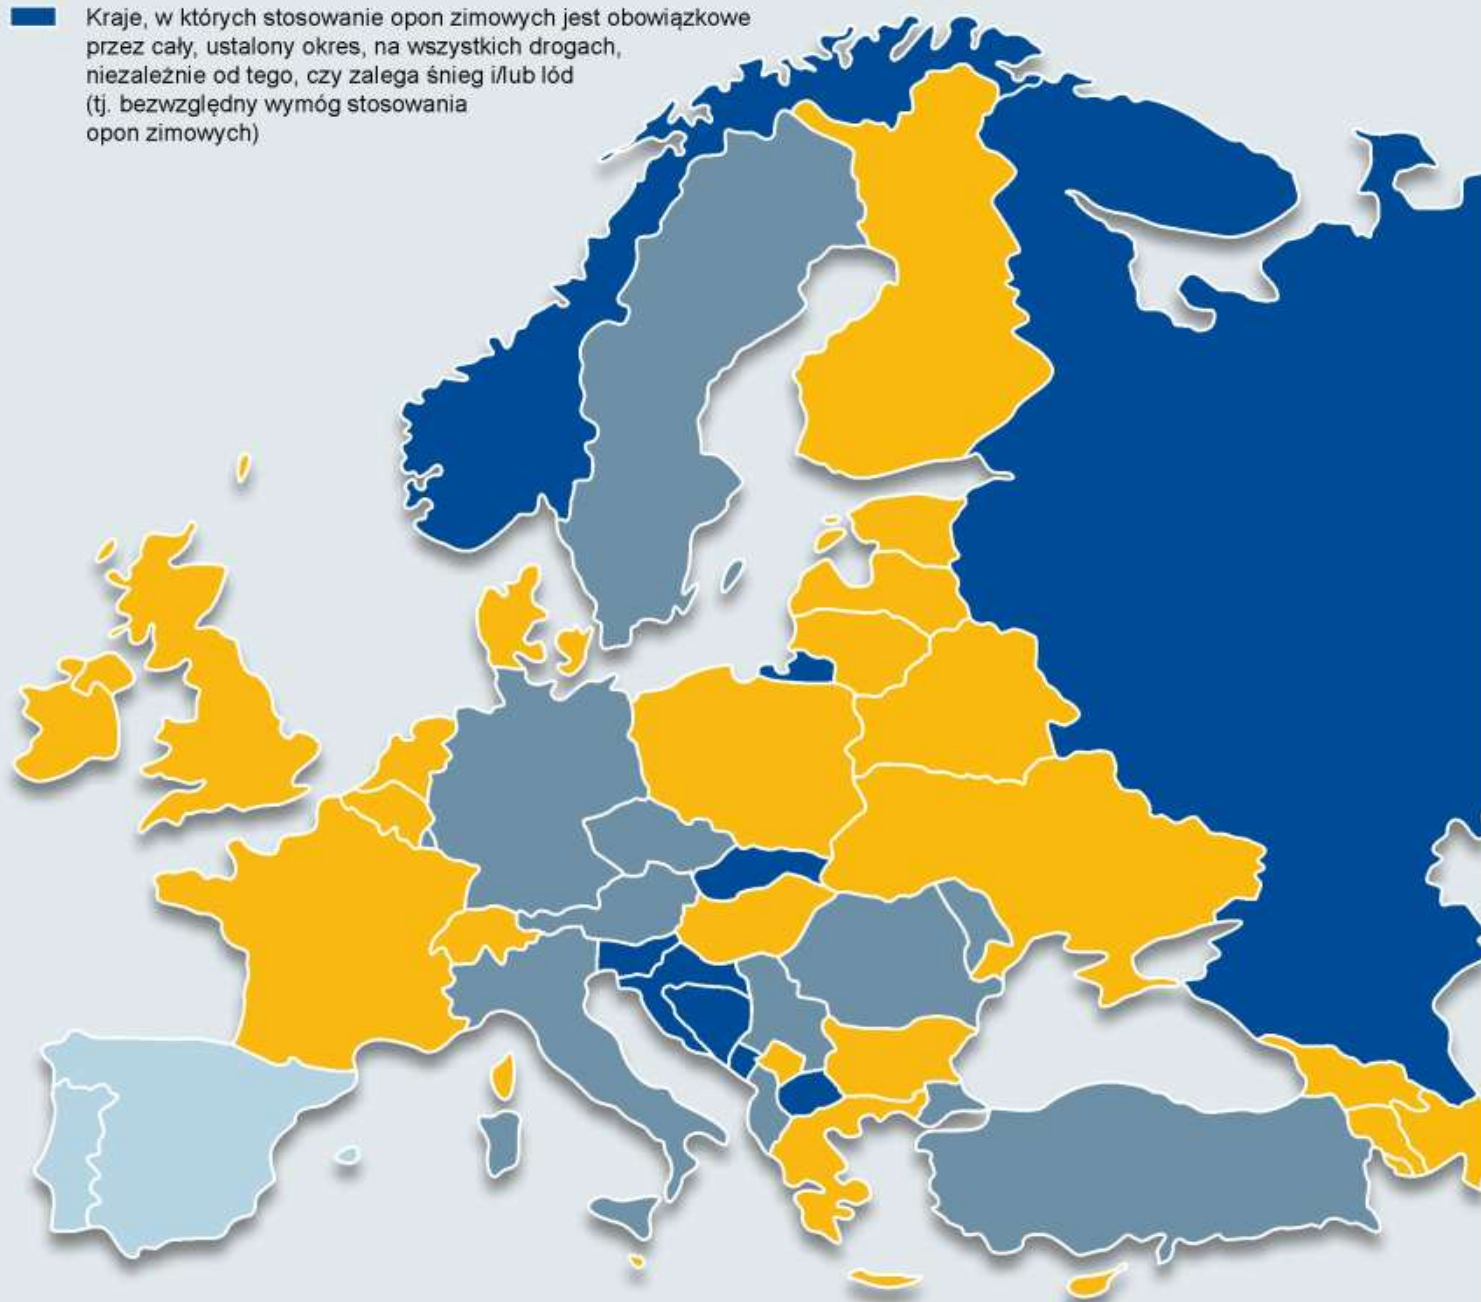 Kraje, w których stosowanie opon zimowych jest obowiązkowe
przez cały, ustalony okres, na wszystkich drogach,
niezależnie od tego, czy zalega śnieg i/lub lód
(tj. bezwzględny wymóg stosowania
opon zimowych)